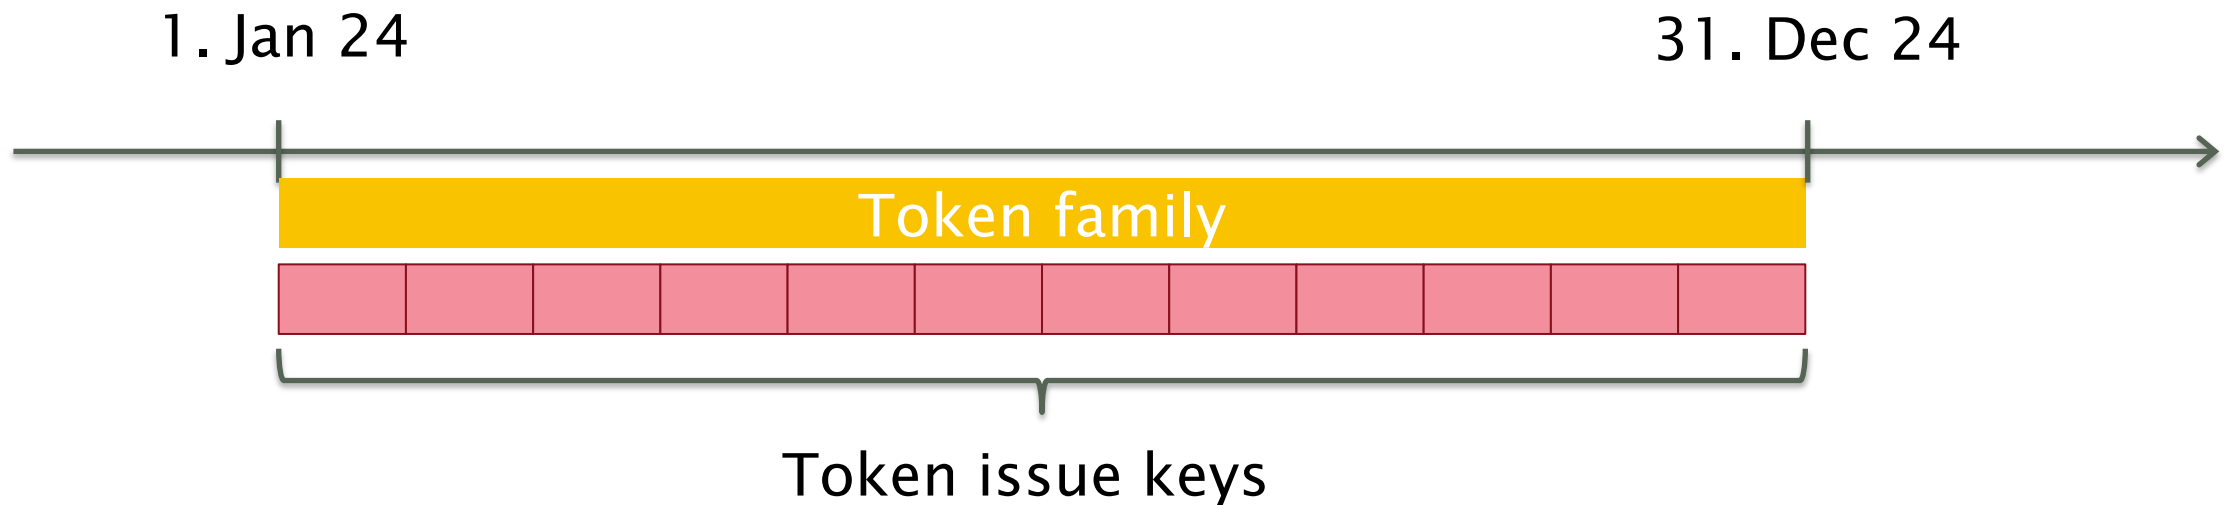 1. Jan 24
31. Dec 24
Token family
Token issue keys